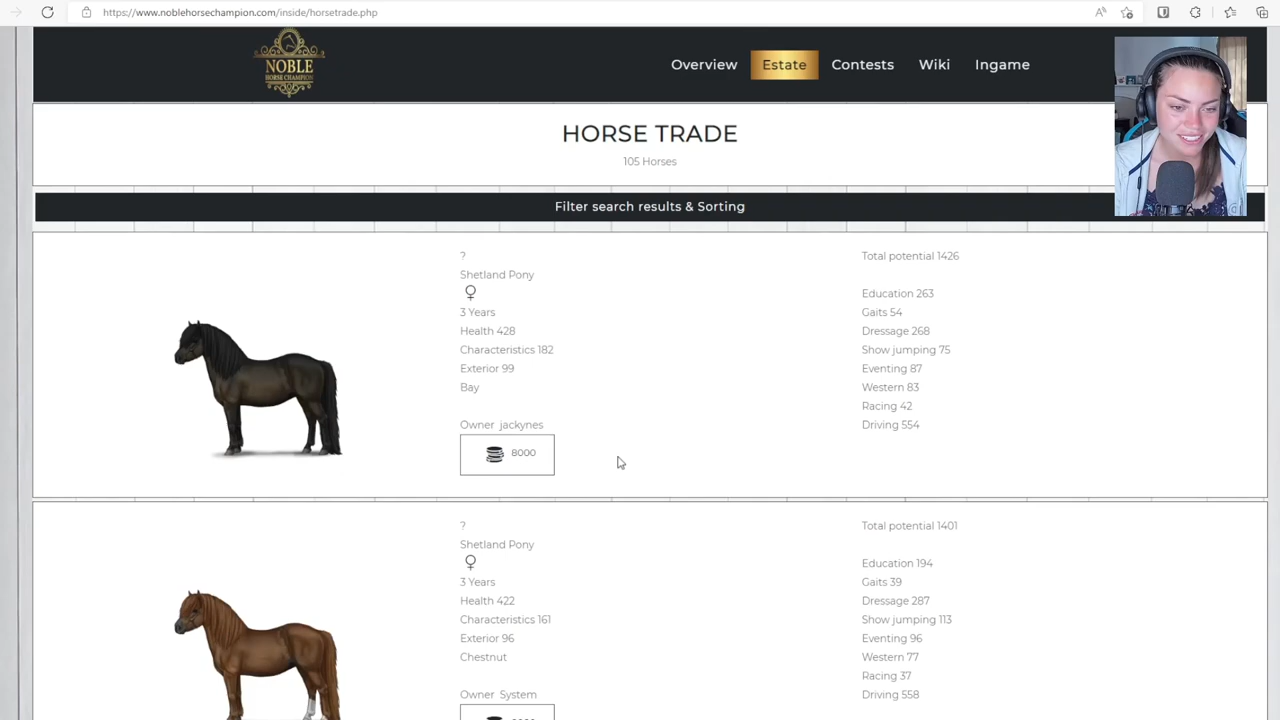 https://www.noblehorsechampion.com/inside/horsetrade.php
NOBLE
HORSE CHAMPION
Overview
Estate
Contests
Wiki
Ingame
HORSE TRADE
105 Horses
Filter search results & Sorting
?
Shetland Pony
♀
3 Years
Health 428
Characteristics 182
Exterior 99
Bay
Owner jackynes
8000
Total potential 1426
Education 263
Gaits 54
Dressage 268
Show jumping 75
Eventing 87
Western 83
Racing 42
Driving 554
?
Shetland Pony
♀
3 Years
Health 422
Characteristics 161
Exterior 96
Chestnut
Owner System
Total potential 1401
Education 194
Gaits 39
Dressage 287
Show jumping 113
Eventing 96
Western 77
Racing 37
Driving 558